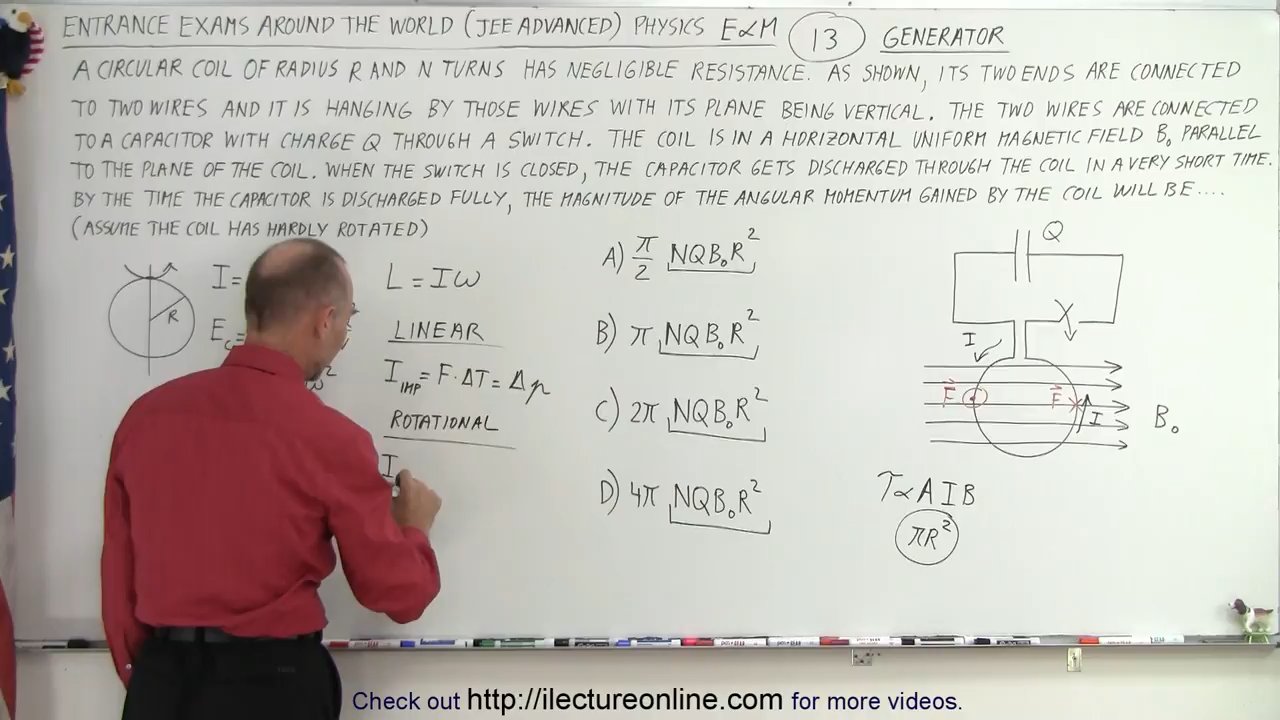 ENTRANCE EXAMS AROUND THE WORLD (JEE ADVANCED) PHYSICS E&M 13 GENERATOR
A CIRCULAR COIL OF RADIUS R AND N TURNS HAS NEGLIGIBLE RESISTANCE. AS SHOWN, ITS TWO ENDS ARE CONNECTED
TO TWO WIRES AND IT IS HANGING BY THOSE WIRES WITH ITS PLANE BEING VERTICAL. THE TWO WIRES ARE CONNECTED
TO A CAPACITOR WITH CHARGE Q THROUGH A SWITCH. THE COIL IS IN A HORIZONTAL UNIFORM MAGNETIC FIELD B₀ PARALLEL
TO THE PLANE OF THE COIL. WHEN THE SWITCH IS CLOSED, THE CAPACITOR GETS DISCHARGED THROUGH THE COIL IN A VERY SHORT TIME.
BY THE TIME THE CAPACITOR IS DISCHARGED FULLY, THE MAGNITUDE OF THE ANGULAR MOMENTUM GAINED BY THE COIL WILL BE....
(ASSUME THE COIL HAS HARDLY ROTATED)
R
I=
E
L = Iω
LINEAR
I_IMP = F·ΔT = Δp
ROTATIONAL
I
A) π/2 NQB₀R²
B) π NQB₀R²
C) 2π NQB₀R²
D) 4π NQB₀R²
Q
I
F F I
B₀
τ∝AIB
πR²
Check out http://ilectureonline.com for more videos.